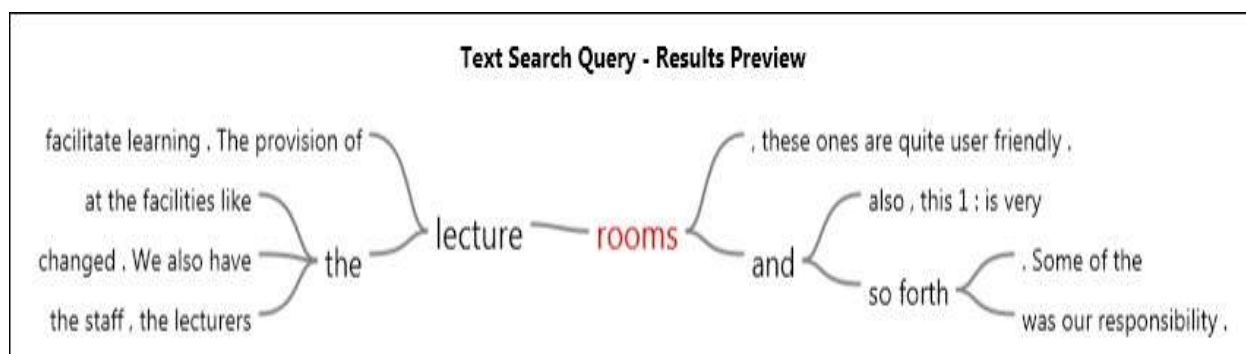 Text Search Query - Results Preview
facilitate learning . The provision of
, these ones are quite user friendly .
at the facilities like
also , this 1 : is very
lecture
rooms
changed . We also have
the
and
. Some of the
so forth
the staff , the lecturers
was our responsibility .